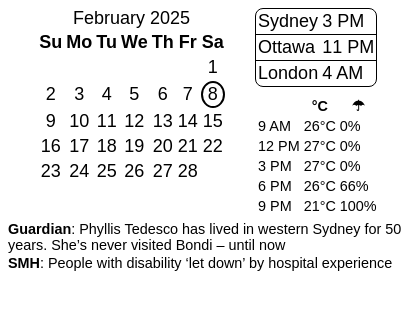 February 2025
Su Mo Tu We Th Fr Sa
1
2 3 4 5 6 7 8
9 10 11 12 13 14 15
16 17 18 19 20 21 22
23 24 25 26 27 28
Sydney 3 PM
Ottawa 11 PM
London 4 AM
°C ☂
9 AM 26°C 0%
12 PM 27°C 0%
3 PM 27°C 0%
6 PM 26°C 66%
9 PM 21°C 100%
Guardian: Phyllis Tedesco has lived in western Sydney for 50
years. She’s never visited Bondi – until now
SMH: People with disability ‘let down’ by hospital experience